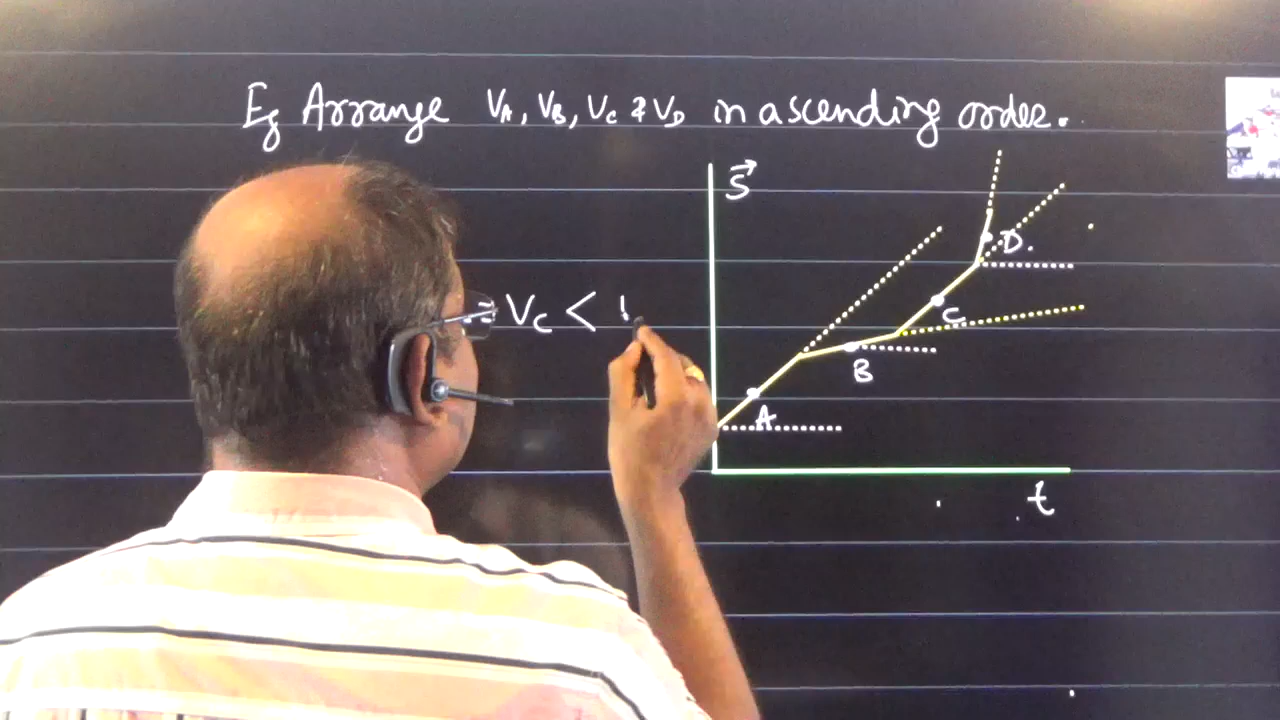 Eg Arrange VA, VB, VC & VD in ascending order.
S
= VC <
D.
C
B
A
t